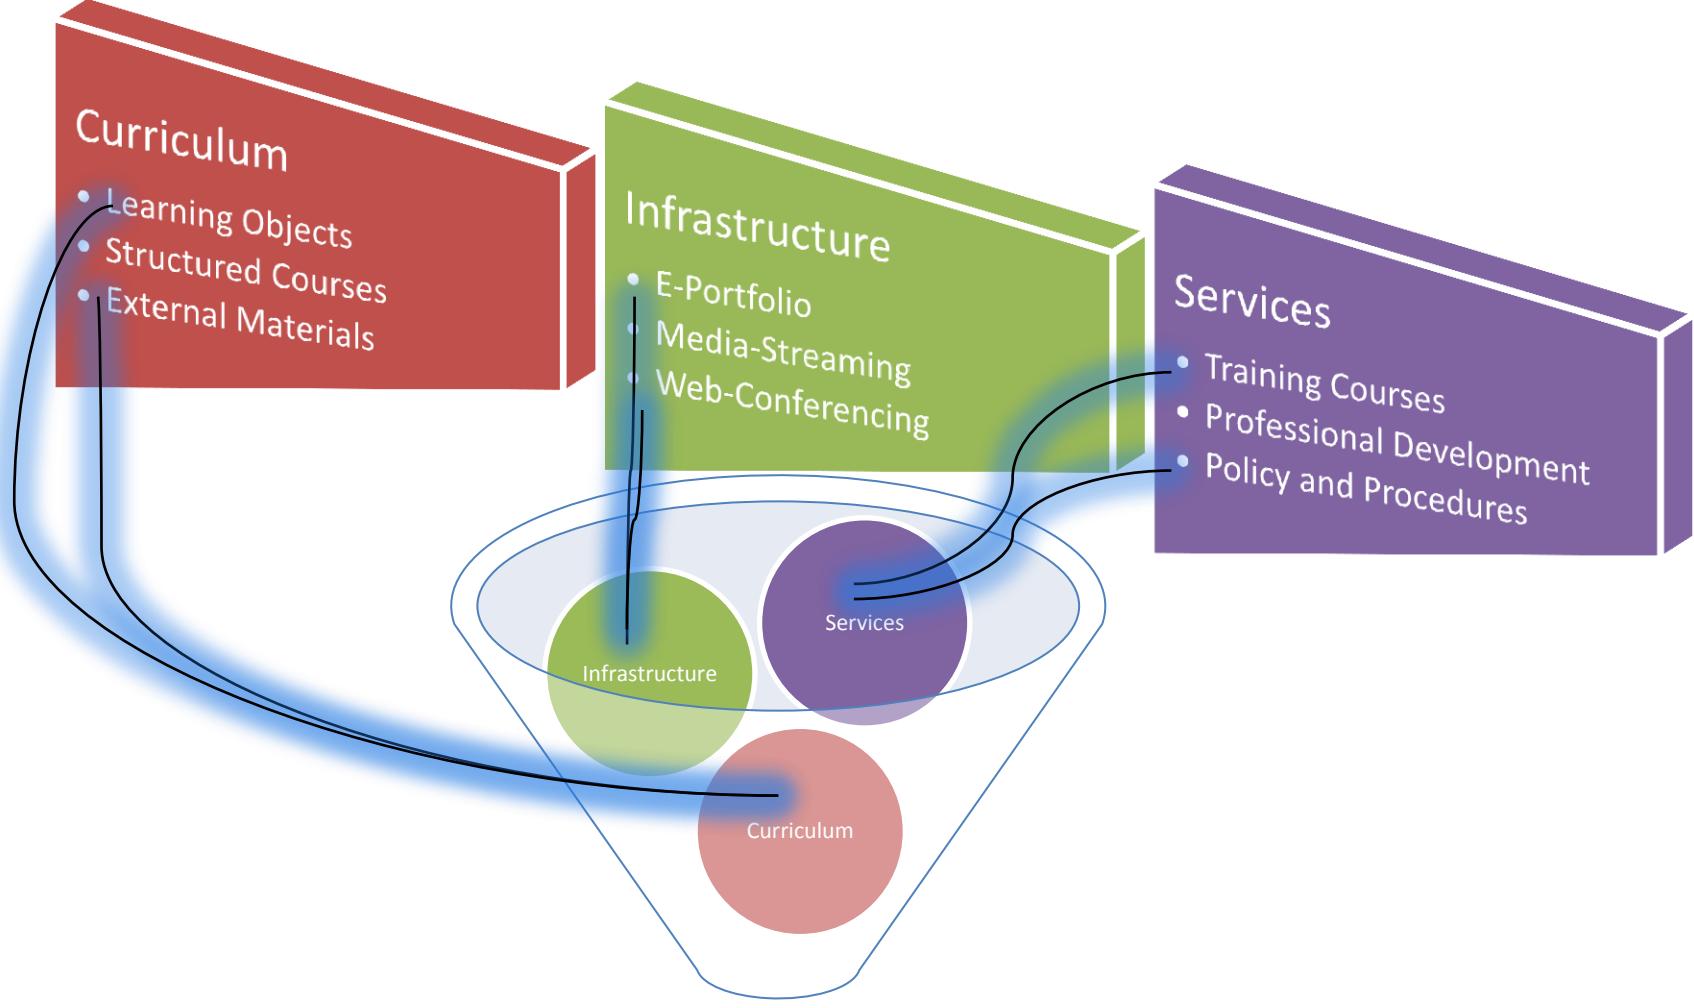 Curriculum
• Learning Objects
• Structured Courses
• External Materials
Infrastructure
• E-Portfolio
• Media-Streaming
• Web-Conferencing
Services
• Training Courses
• Professional Development
• Policy and Procedures
Services
Infrastructure
Curriculum